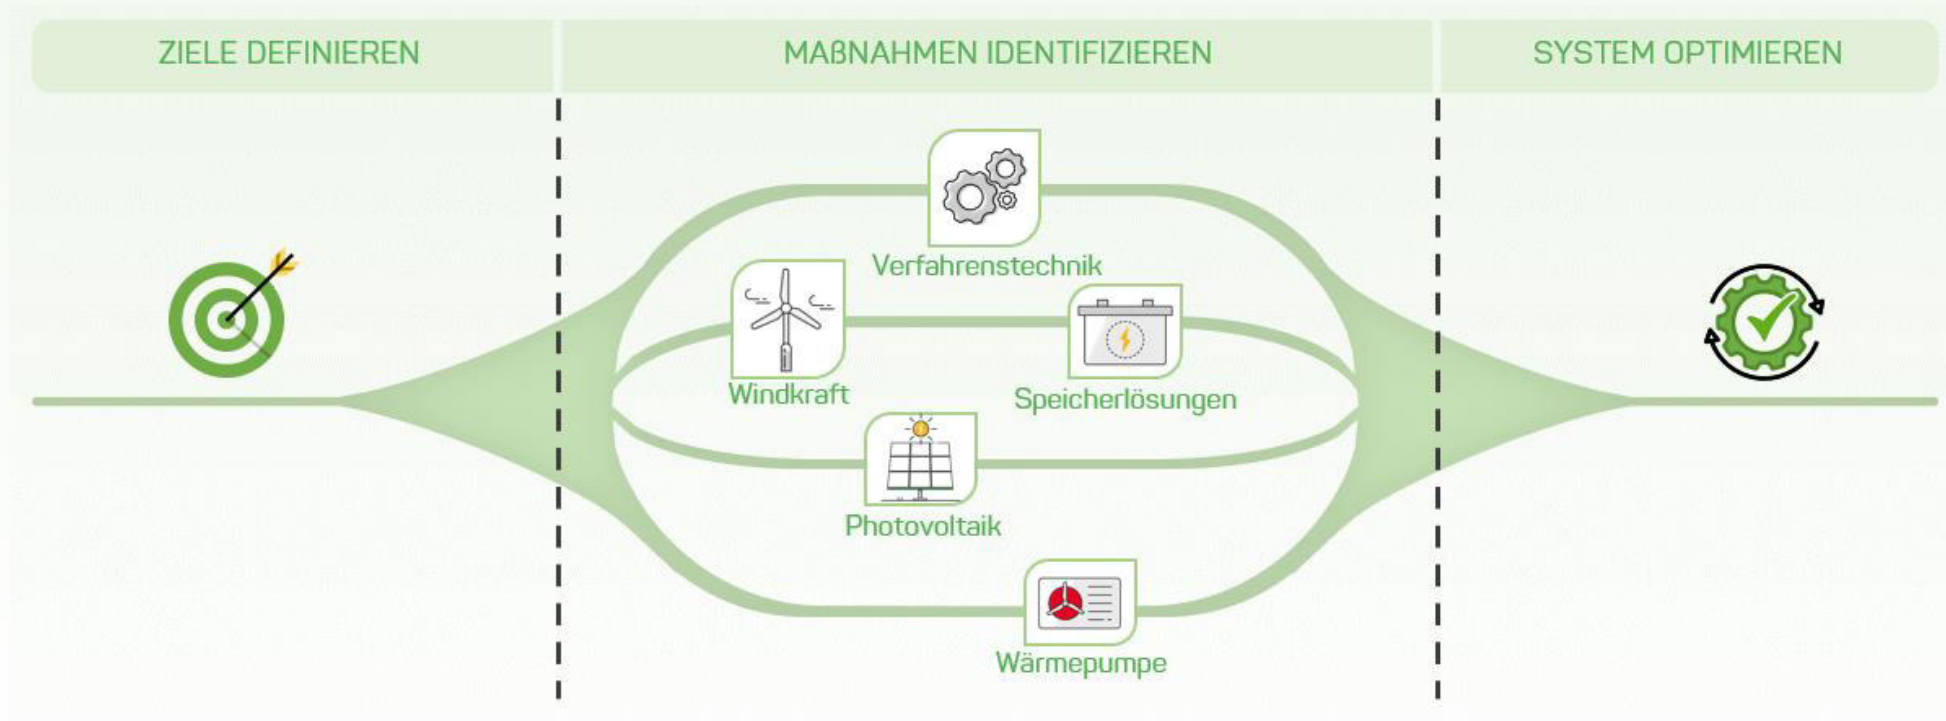 ZIELE DEFINIEREN
MAßNAHMEN IDENTIFIZIEREN
SYSTEM OPTIMIEREN
Verfahrenstechnik
Windkraft
Speicherlösungen
Photovoltaik
Wärmepumpe